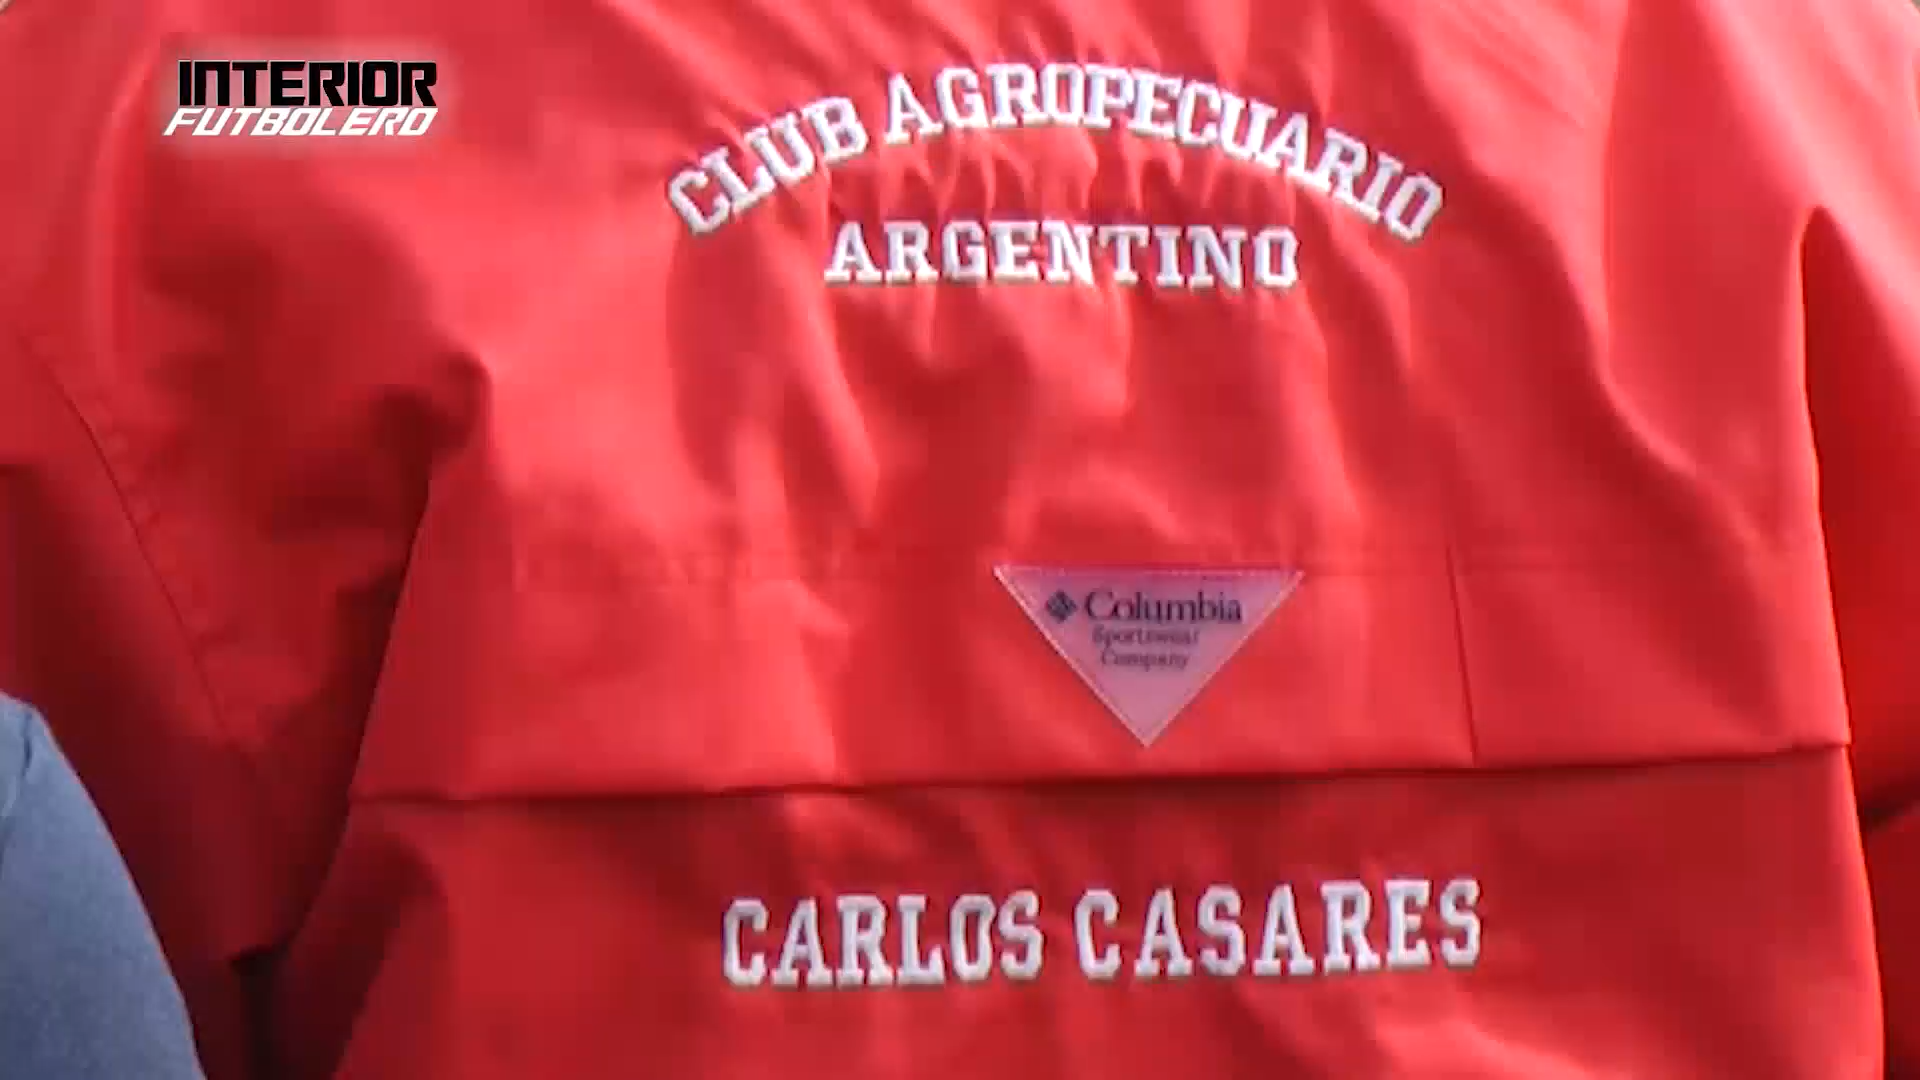 INTERIOR
FUTBOLERO
CLUB AGROPECUARIO
ARGENTINO
Columbia
Sportswear
Company
CARLOS CASARES